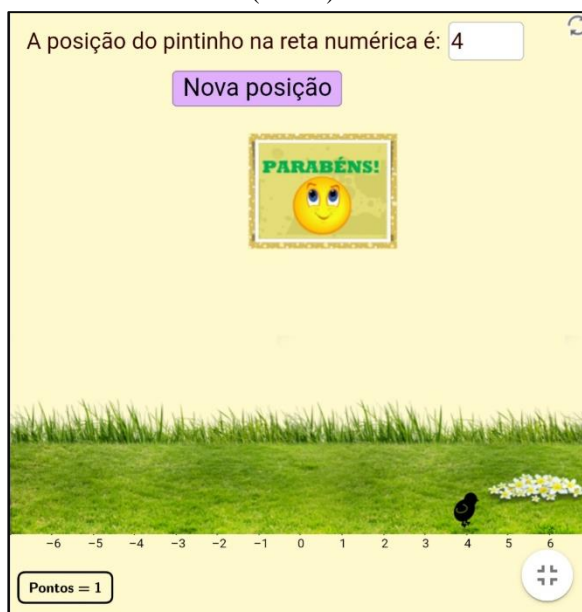 A posição do pintinho na reta numérica é: 4
Nova posição
PARABÉNS!
−6 −5 −4 −3 −2 −1 0 1 2 3 4 5 6
Pontos = 1